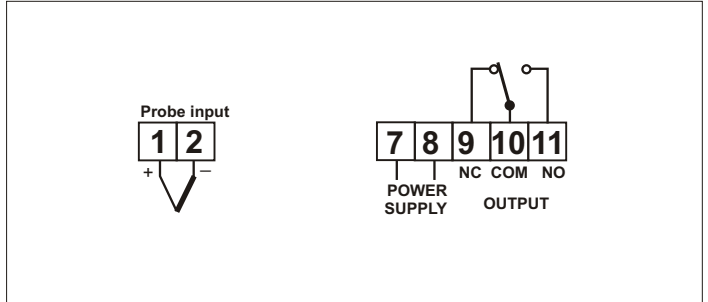 Probe input
1 2
+ −
7 8 9 10 11
NC COM NO
POWER
SUPPLY
OUTPUT